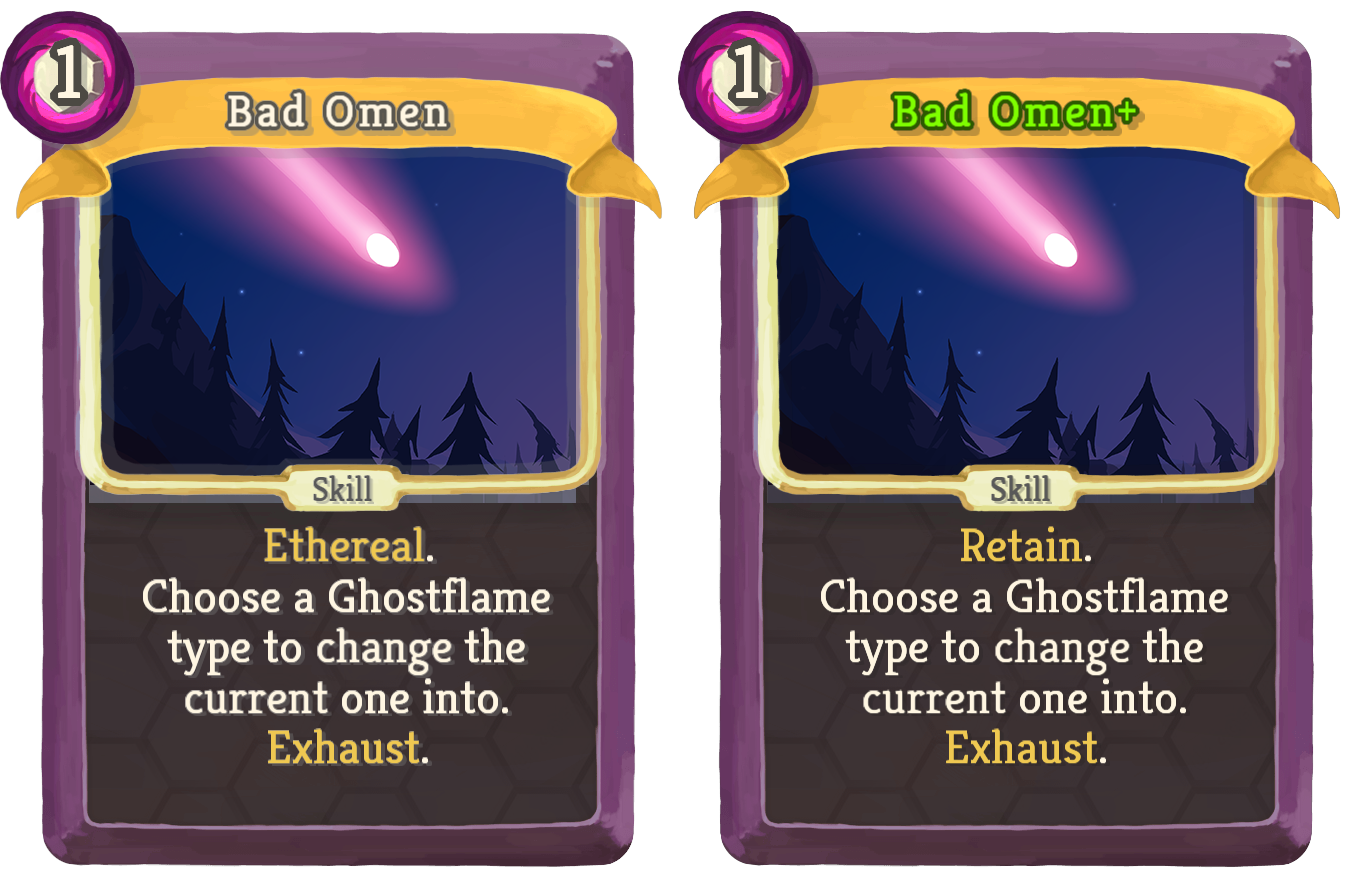 1
Bad Omen
Skill
Ethereal.
Choose a Ghostflame
type to change the
current one into.
Exhaust.
1
Bad Omen+
Skill
Retain.
Choose a Ghostflame
type to change the
current one into.
Exhaust.